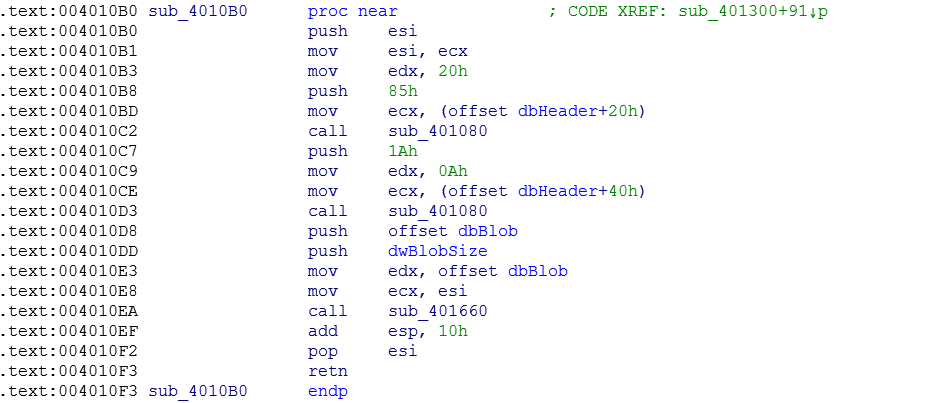 .text:004010B0 sub_4010B0 proc near ; CODE XREF: sub_401300+91↓p
.text:004010B0 push esi
.text:004010B1 mov esi, ecx
.text:004010B3 mov edx, 20h
.text:004010B8 push 85h
.text:004010BD mov ecx, (offset dbHeader+20h)
.text:004010C2 call sub_401080
.text:004010C7 push 1Ah
.text:004010C9 mov edx, 0Ah
.text:004010CE mov ecx, (offset dbHeader+40h)
.text:004010D3 call sub_401080
.text:004010D8 push offset dbBlob
.text:004010DD push dwBlobSize
.text:004010E3 mov edx, offset dbBlob
.text:004010E8 mov ecx, esi
.text:004010EA call sub_401660
.text:004010EF add esp, 10h
.text:004010F2 pop esi
.text:004010F3 retn
.text:004010F3 sub_4010B0 endp